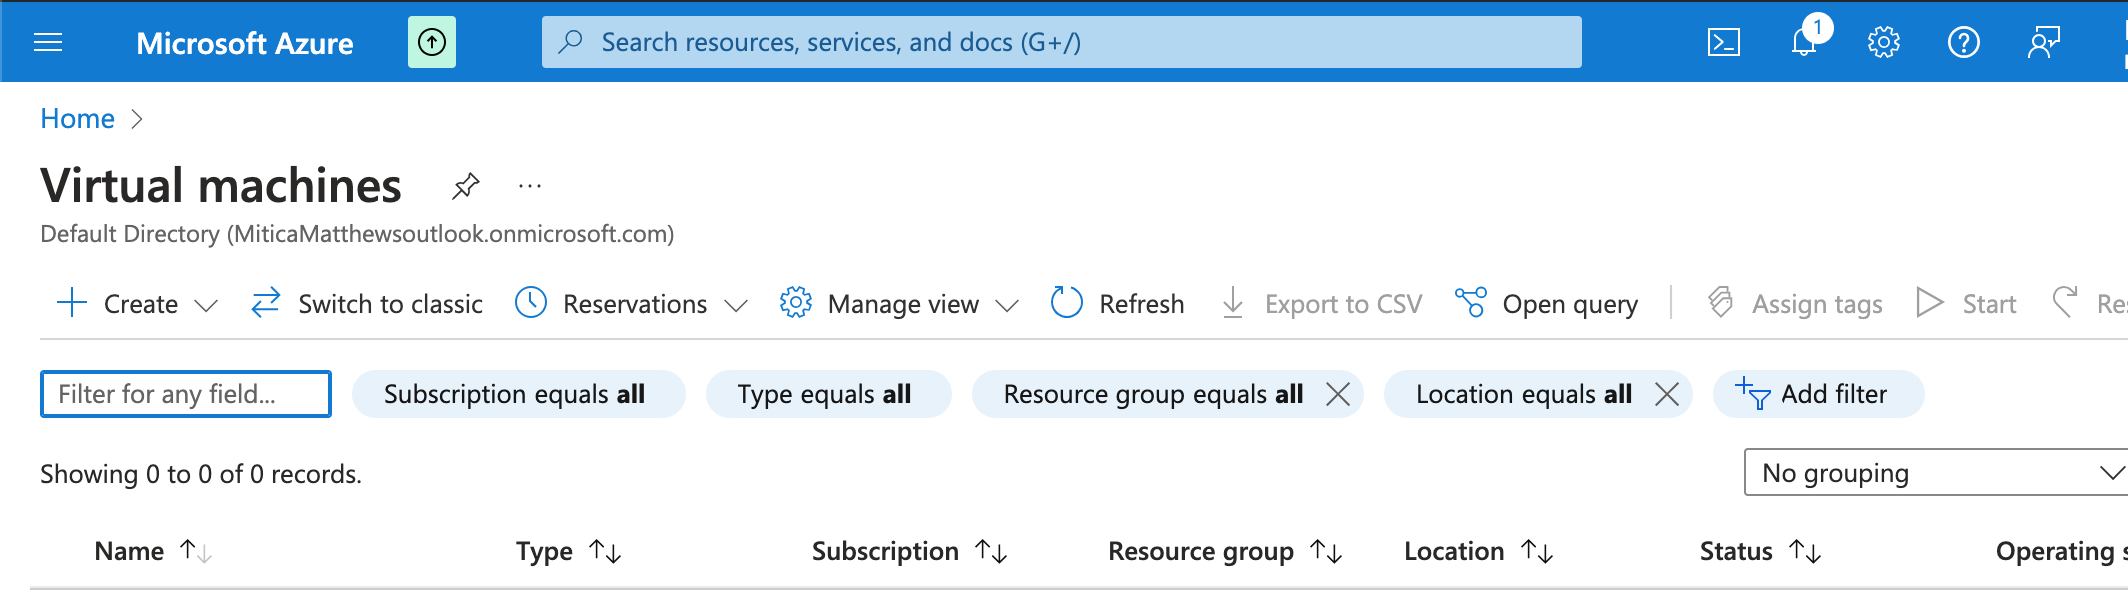 Microsoft Azure
Search resources, services, and docs (G+/)
1
Home
Virtual machines
Default Directory (MiticaMatthewsoutlook.onmicrosoft.com)
Create Switch to classic Reservations Manage view Refresh Export to CSV Open query Assign tags Start Res
Filter for any field... Subscription equals all Type equals all Resource group equals all Location equals all Add filter
Showing 0 to 0 of 0 records.
No grouping
Name Type Subscription Resource group Location Status Operating s